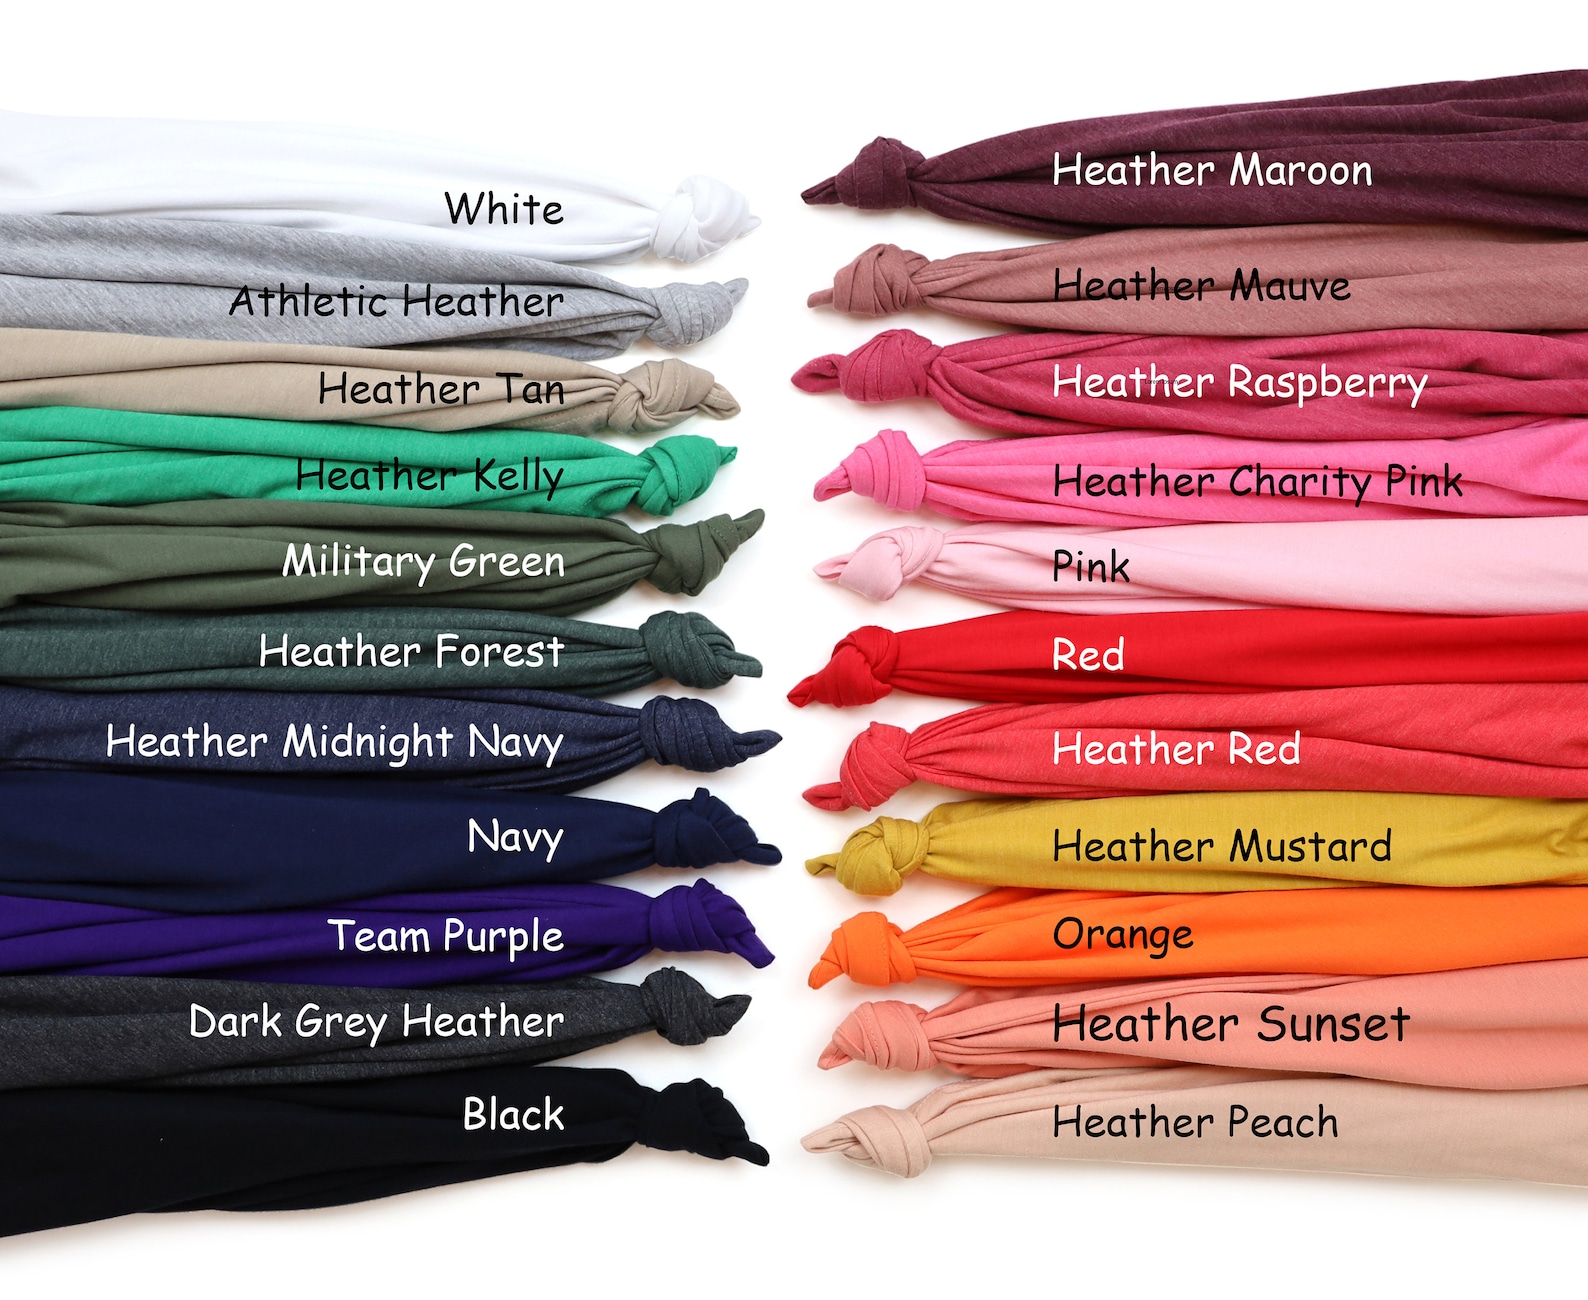 White
Athletic Heather
Heather Tan
Heather Kelly
Military Green
Heather Forest
Heather Midnight Navy
Navy
Team Purple
Dark Grey Heather
Black
Heather Maroon
Heather Mauve
Heather Raspberry
Heather Charity Pink
Pink
Red
Heather Red
Heather Mustard
Orange
Heather Sunset
Heather Peach